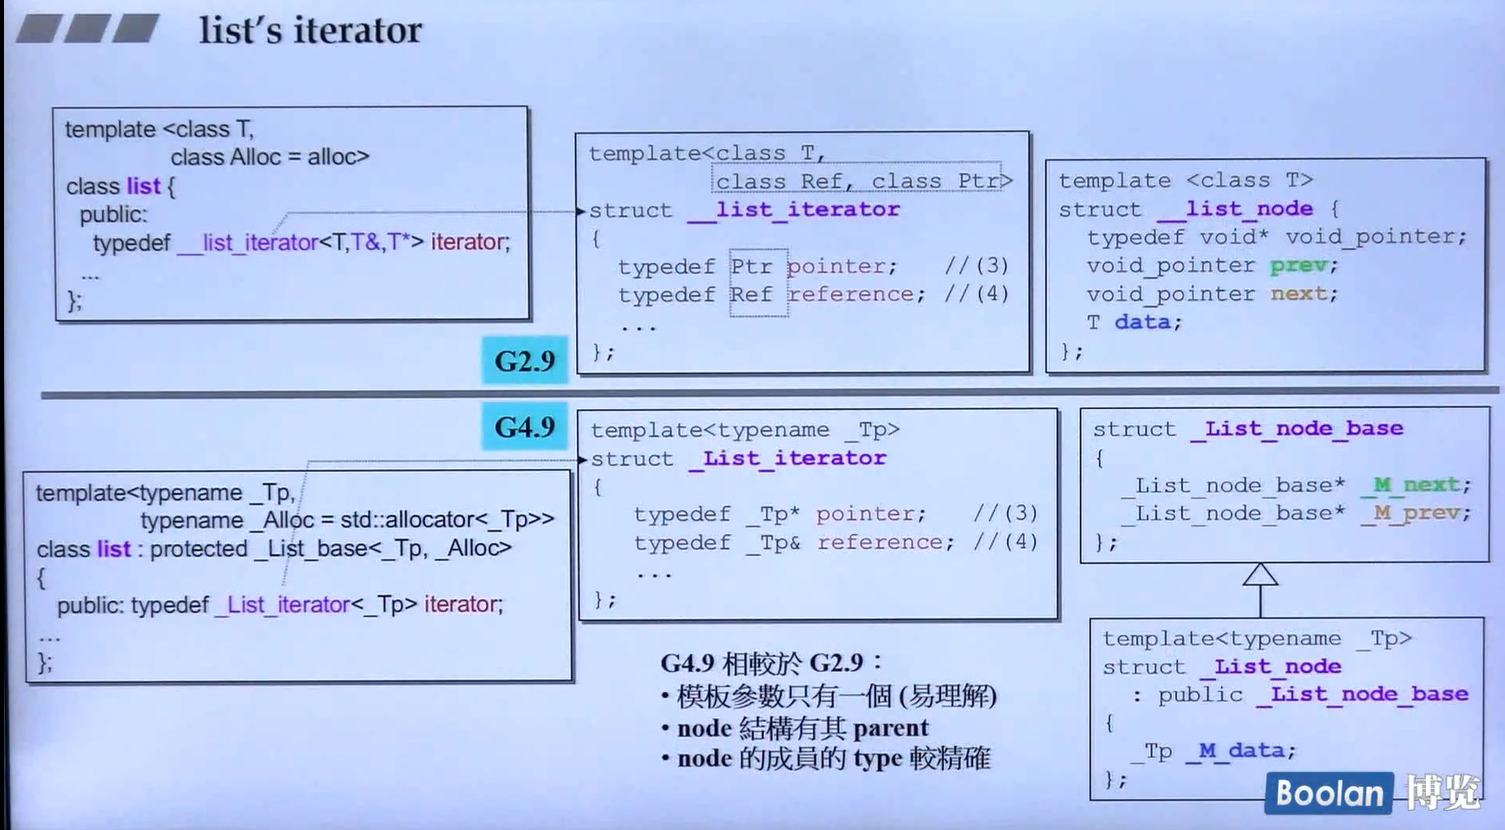 list's iterator
template <class T,
class Alloc = alloc>
class list {
public:
typedef __list_iterator<T,T&,T*> iterator;
...
};
template<class T,
class Ref, class Ptr>
struct __list_iterator
{
typedef Ptr pointer; //(3)
typedef Ref reference; //(4)
...
};
template <class T>
struct __list_node {
typedef void* void_pointer;
void_pointer prev;
void_pointer next;
T data;
};
G2.9
G4.9
template<typename _Tp,
typename _Alloc = std::allocator<_Tp>>
class list : protected _List_base<_Tp, _Alloc>
{
public: typedef _List_iterator<_Tp> iterator;
...
};
template<typename _Tp>
struct _List_iterator
{
typedef _Tp* pointer; //(3)
typedef _Tp& reference; //(4)
...
};
struct _List_node_base
{
_List_node_base* _M_next;
_List_node_base* _M_prev;
};
template<typename _Tp>
struct _List_node
: public _List_node_base
{
_Tp _M_data;
};
G4.9 相較於 G2.9：
• 模板參數只有一個 (易理解)
• node 結構有其 parent
• node 的成員的 type 較精確
Boolan 博览